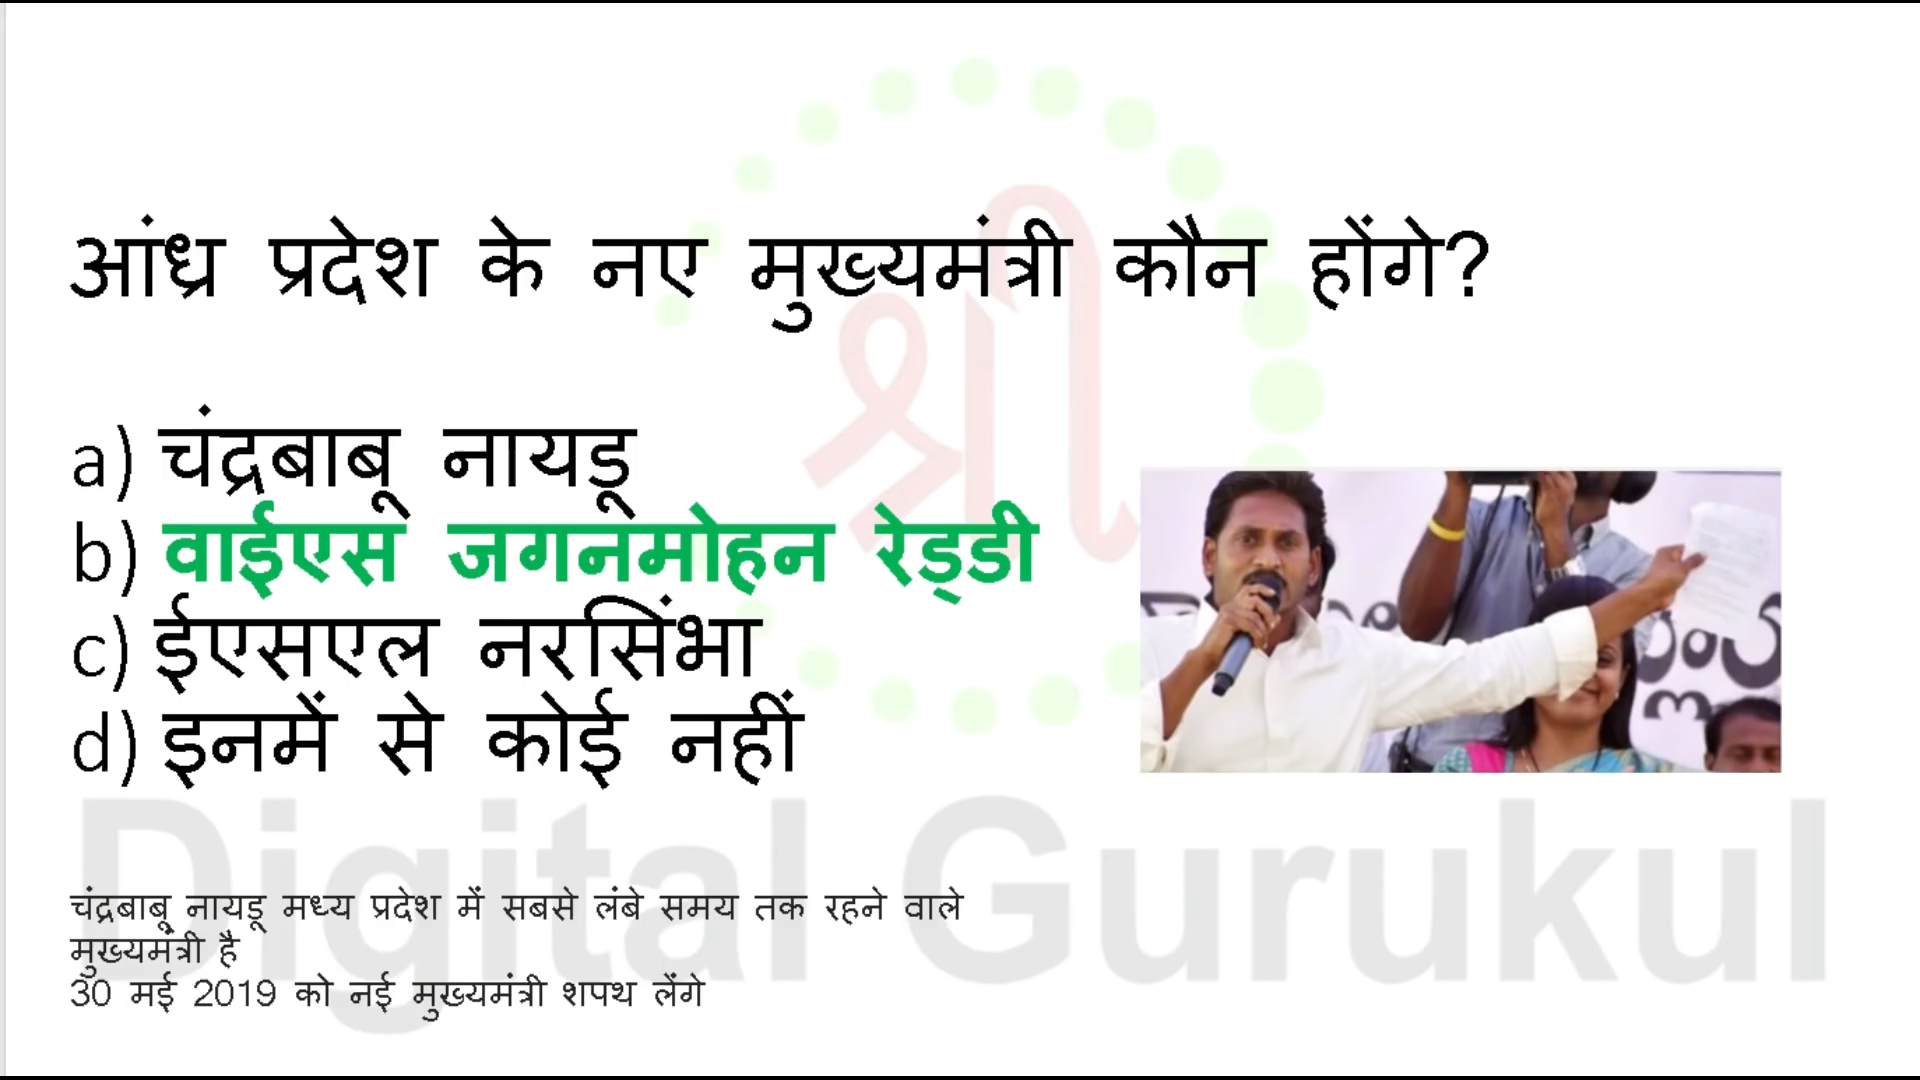 आंध्र प्रदेश के नए मुख्यमंत्री कौन होंगे?
a) चंद्रबाबू नायडू
b) वाईएस जगनमोहन रेड्डी
c) ईएसएल नरसिंभा
d) इनमें से कोई नहीं
श्री
Digital Gurukul
चंद्रबाबू नायडू मध्य प्रदेश में सबसे लंबे समय तक रहने वाले
मुख्यमंत्री है
30 मई 2019 को नई मुख्यमंत्री शपथ लेंगे